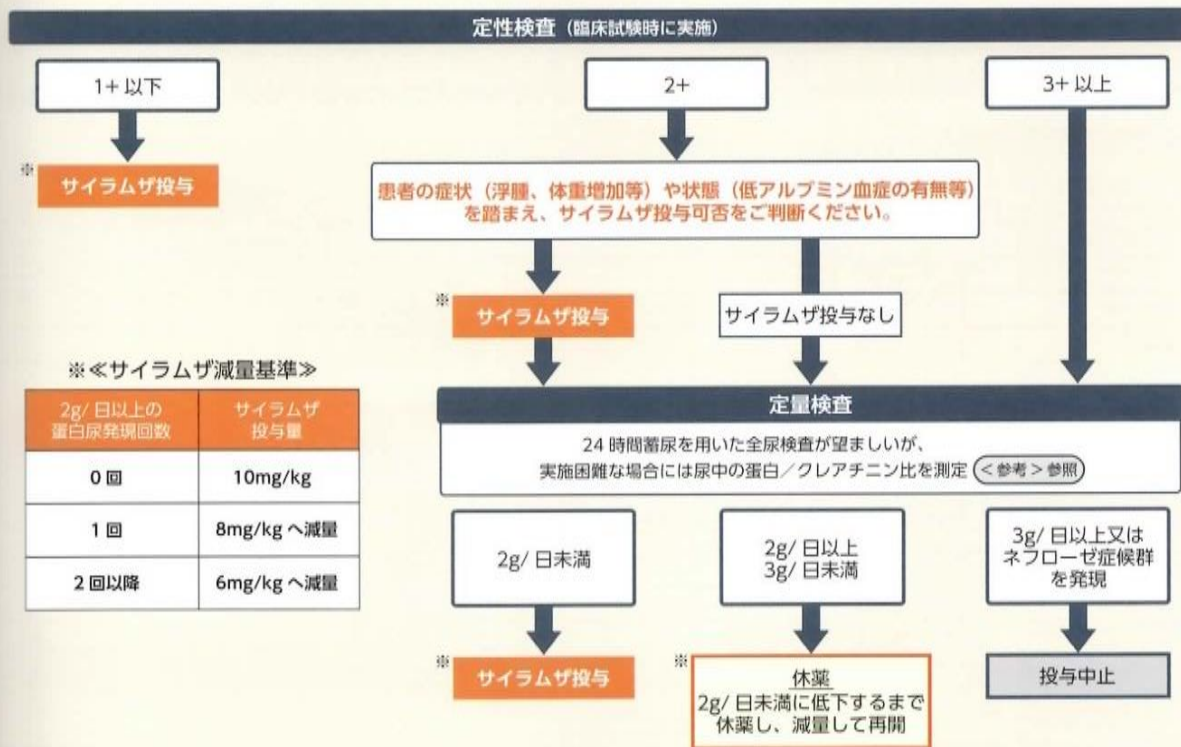 定性検査（臨床試験時に実施）
1+ 以下
2+
3+ 以上
※
サイラムザ投与
患者の症状（浮腫、体重増加等）や状態（低アルブミン血症の有無等）
を踏まえ、サイラムザ投与可否をご判断ください。
※
サイラムザ投与
サイラムザ投与なし
※≪サイラムザ減量基準≫
2g/ 日以上の
蛋白尿発現回数
サイラムザ
投与量
0 回
10mg/kg
1 回
8mg/kg へ減量
2 回以降
6mg/kg へ減量
定量検査
24 時間蓄尿を用いた全尿検査が望ましいが、
実施困難な場合には尿中の蛋白／クレアチニン比を測定 ＜参考＞参照
2g/ 日未満
2g/ 日以上
3g/ 日未満
3g/ 日以上又は
ネフローゼ症候群
を発現
※
サイラムザ投与
※
休薬
2g/ 日未満に低下するまで
休薬し、減量して再開
投与中止